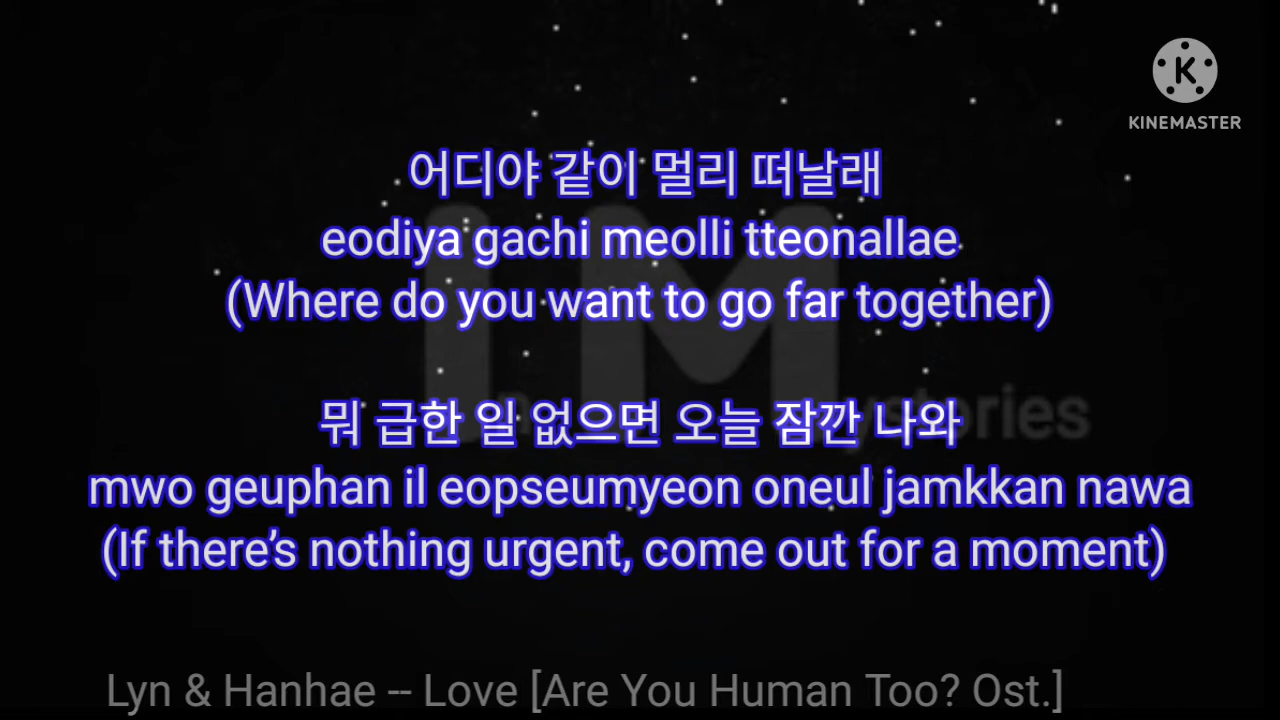 KINEMASTER
어디야 같이 멀리 떠날래
eodiya gachi meolli tteonallae
(Where do you want to go far together)
뭐 급한 일 없으면 오늘 잠깐 나와
mwo geuphan il eopseumyeon oneul jamkkan nawa
(If there’s nothing urgent, come out for a moment)
Lyn & Hanhae -- Love [Are You Human Too? Ost.]